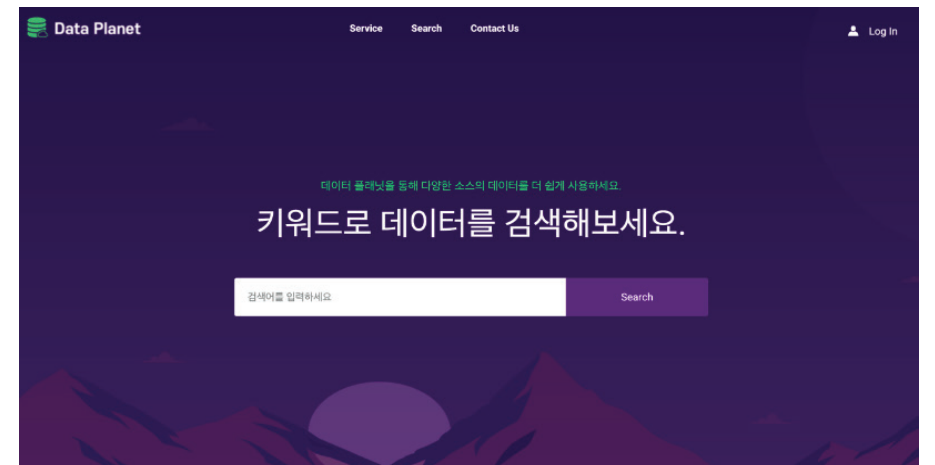 Data Planet
Service Search Contact Us
Log In
데이터 플래닛을 통해 다양한 소스의 데이터를 더 쉽게 사용하세요.
키워드로 데이터를 검색해보세요.
검색어를 입력하세요
Search